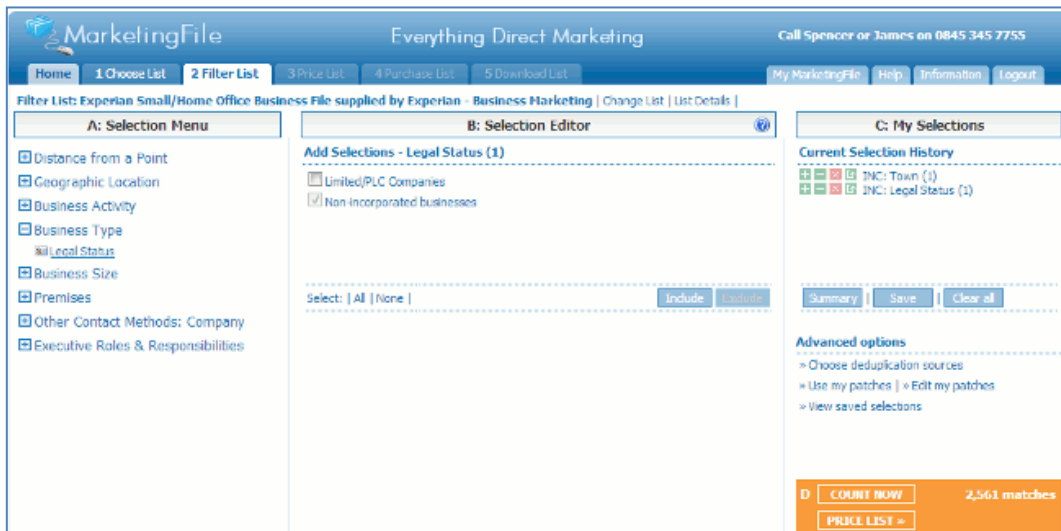 MarketingFile
Everything Direct Marketing
Call Spencer or James on 0845 345 7755
Home
1 Choose List
2 Filter List
3 Price List
4 Purchase List
5 Download List
My MarketingFile
Help
Information
Logout
Filter List: Experian Small/Home Office Business File supplied by Experian - Business Marketing | Change List | List Details |
A: Selection Menu
Distance from a Point
Geographic Location
Business Activity
Business Type
Legal Status
Business Size
Premises
Other Contact Methods: Company
Executive Roles & Responsibilities
B: Selection Editor
Add Selections - Legal Status (1)
Limited/PLC Companies
Non-incorporated businesses
Select: | All | None |
Include
Exclude
C: My Selections
Current Selection History
INC: Town (1)
INC: Legal Status (1)
Summary | Save | Clear all
Advanced options
» Choose deduplication sources
» Use my patches | » Edit my patches
» View saved selections
D COUNT NOW 2,561 matches
PRICE LIST »